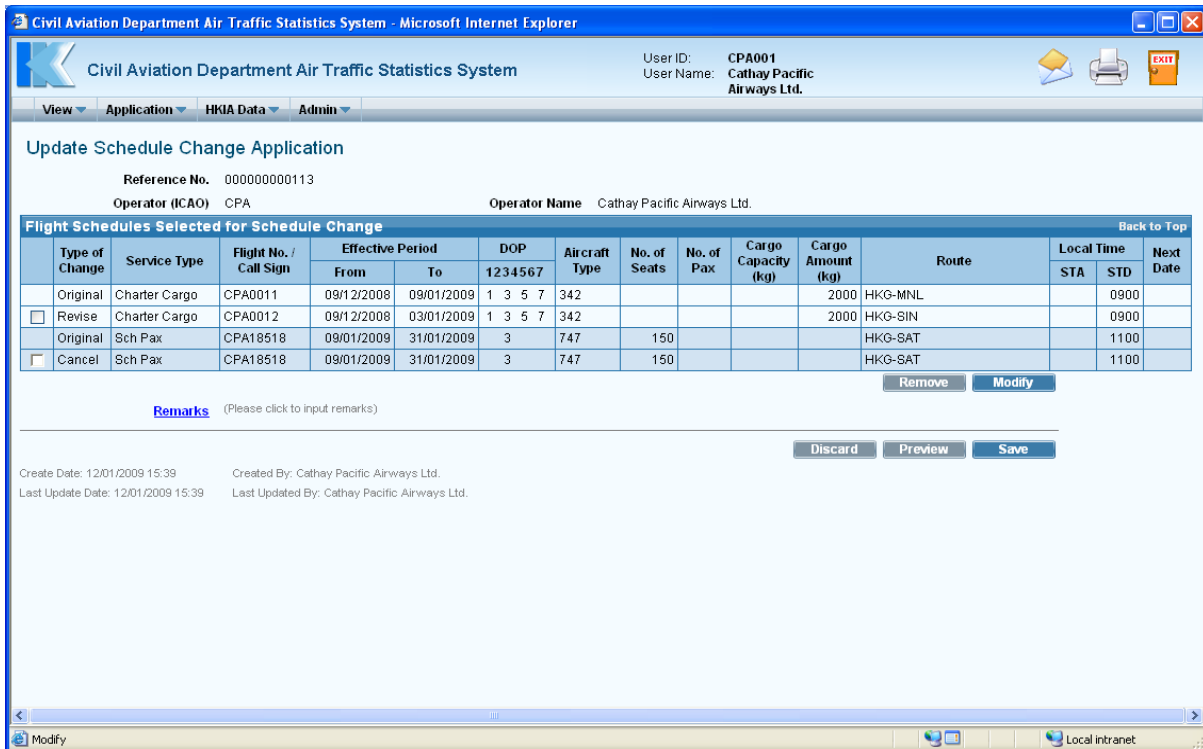 Civil Aviation Department Air Traffic Statistics System - Microsoft Internet Explorer
Civil Aviation Department Air Traffic Statistics System
User ID: CPA001
User Name: Cathay Pacific
Airways Ltd.
EXIT
View Application HKIA Data Admin
Update Schedule Change Application
Reference No. 000000000113
Operator (ICAO) CPA Operator Name Cathay Pacific Airways Ltd.
Flight Schedules Selected for Schedule Change Back to Top
Type of Change Service Type Flight No. / Call Sign Effective Period DOP Aircraft Type No. of Seats No. of Pax Cargo Capacity (kg) Cargo Amount (kg) Route Local Time Next Date
From To 1234567 STA STD
Original Charter Cargo CPA0011 09/12/2008 09/01/2009 1 3 5 7 342 2000 HKG-MNL 0900
Revise Charter Cargo CPA0012 09/12/2008 03/01/2009 1 3 5 7 342 2000 HKG-SIN 0900
Original Sch Pax CPA18518 09/01/2009 31/01/2009 3 747 150 HKG-SAT 1100
Cancel Sch Pax CPA18518 09/01/2009 31/01/2009 3 747 150 HKG-SAT 1100
Remove Modify
Remarks (Please click to input remarks)
Discard Preview Save
Create Date: 12/01/2009 15:39 Created By: Cathay Pacific Airways Ltd.
Last Update Date: 12/01/2009 15:39 Last Updated By: Cathay Pacific Airways Ltd.
Modify Local intranet